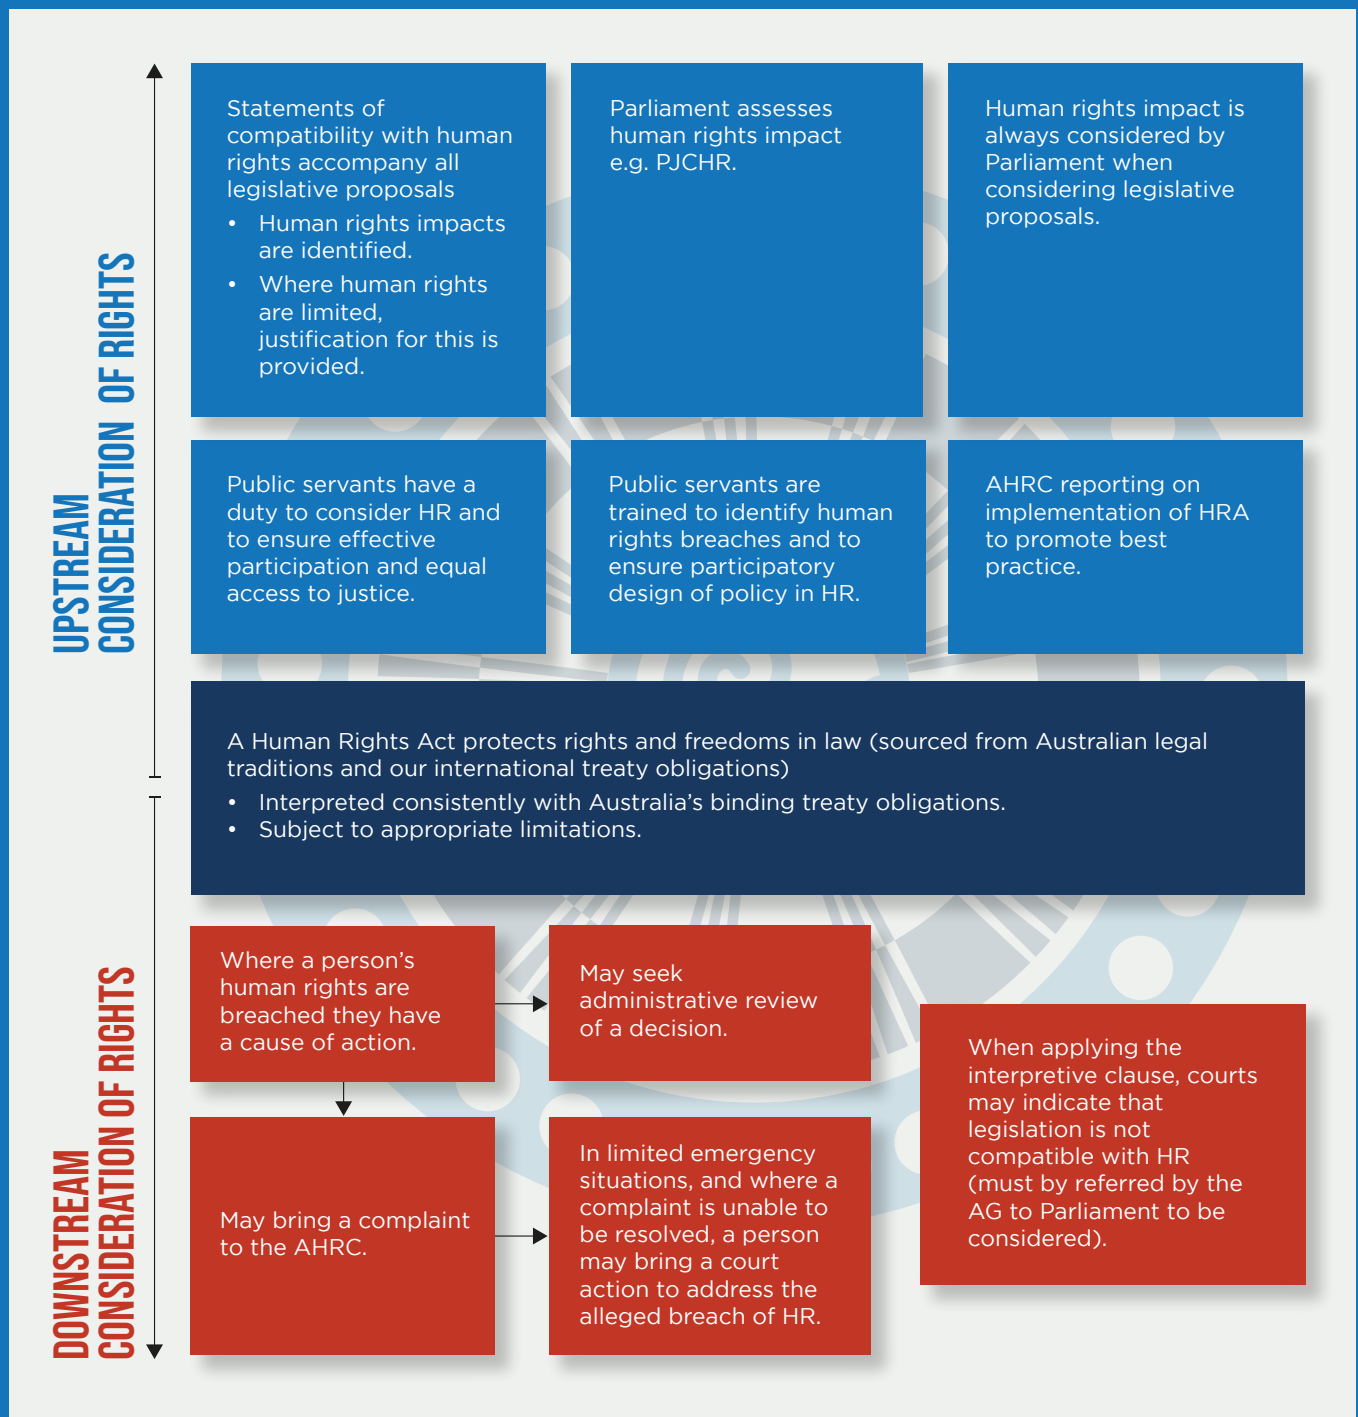 UPSTREAM
CONSIDERATION OF RIGHTS
Statements of
compatibility with human
rights accompany all
legislative proposals
• Human rights impacts
are identified.
• Where human rights
are limited,
justification for this is
provided.
Parliament assesses
human rights impact
e.g. PJCHR.
Human rights impact is
always considered by
Parliament when
considering legislative
proposals.
Public servants have a
duty to consider HR and
to ensure effective
participation and equal
access to justice.
Public servants are
trained to identify human
rights breaches and to
ensure participatory
design of policy in HR.
AHRC reporting on
implementation of HRA
to promote best
practice.
A Human Rights Act protects rights and freedoms in law (sourced from Australian legal
traditions and our international treaty obligations)
• Interpreted consistently with Australia’s binding treaty obligations.
• Subject to appropriate limitations.
DOWNSTREAM
CONSIDERATION OF RIGHTS
Where a person’s
human rights are
breached they have
a cause of action.
May seek
administrative review
of a decision.
May bring a complaint
to the AHRC.
In limited emergency
situations, and where a
complaint is unable to
be resolved, a person
may bring a court
action to address the
alleged breach of HR.
When applying the
interpretive clause, courts
may indicate that
legislation is not
compatible with HR
(must by referred by the
AG to Parliament to be
considered).